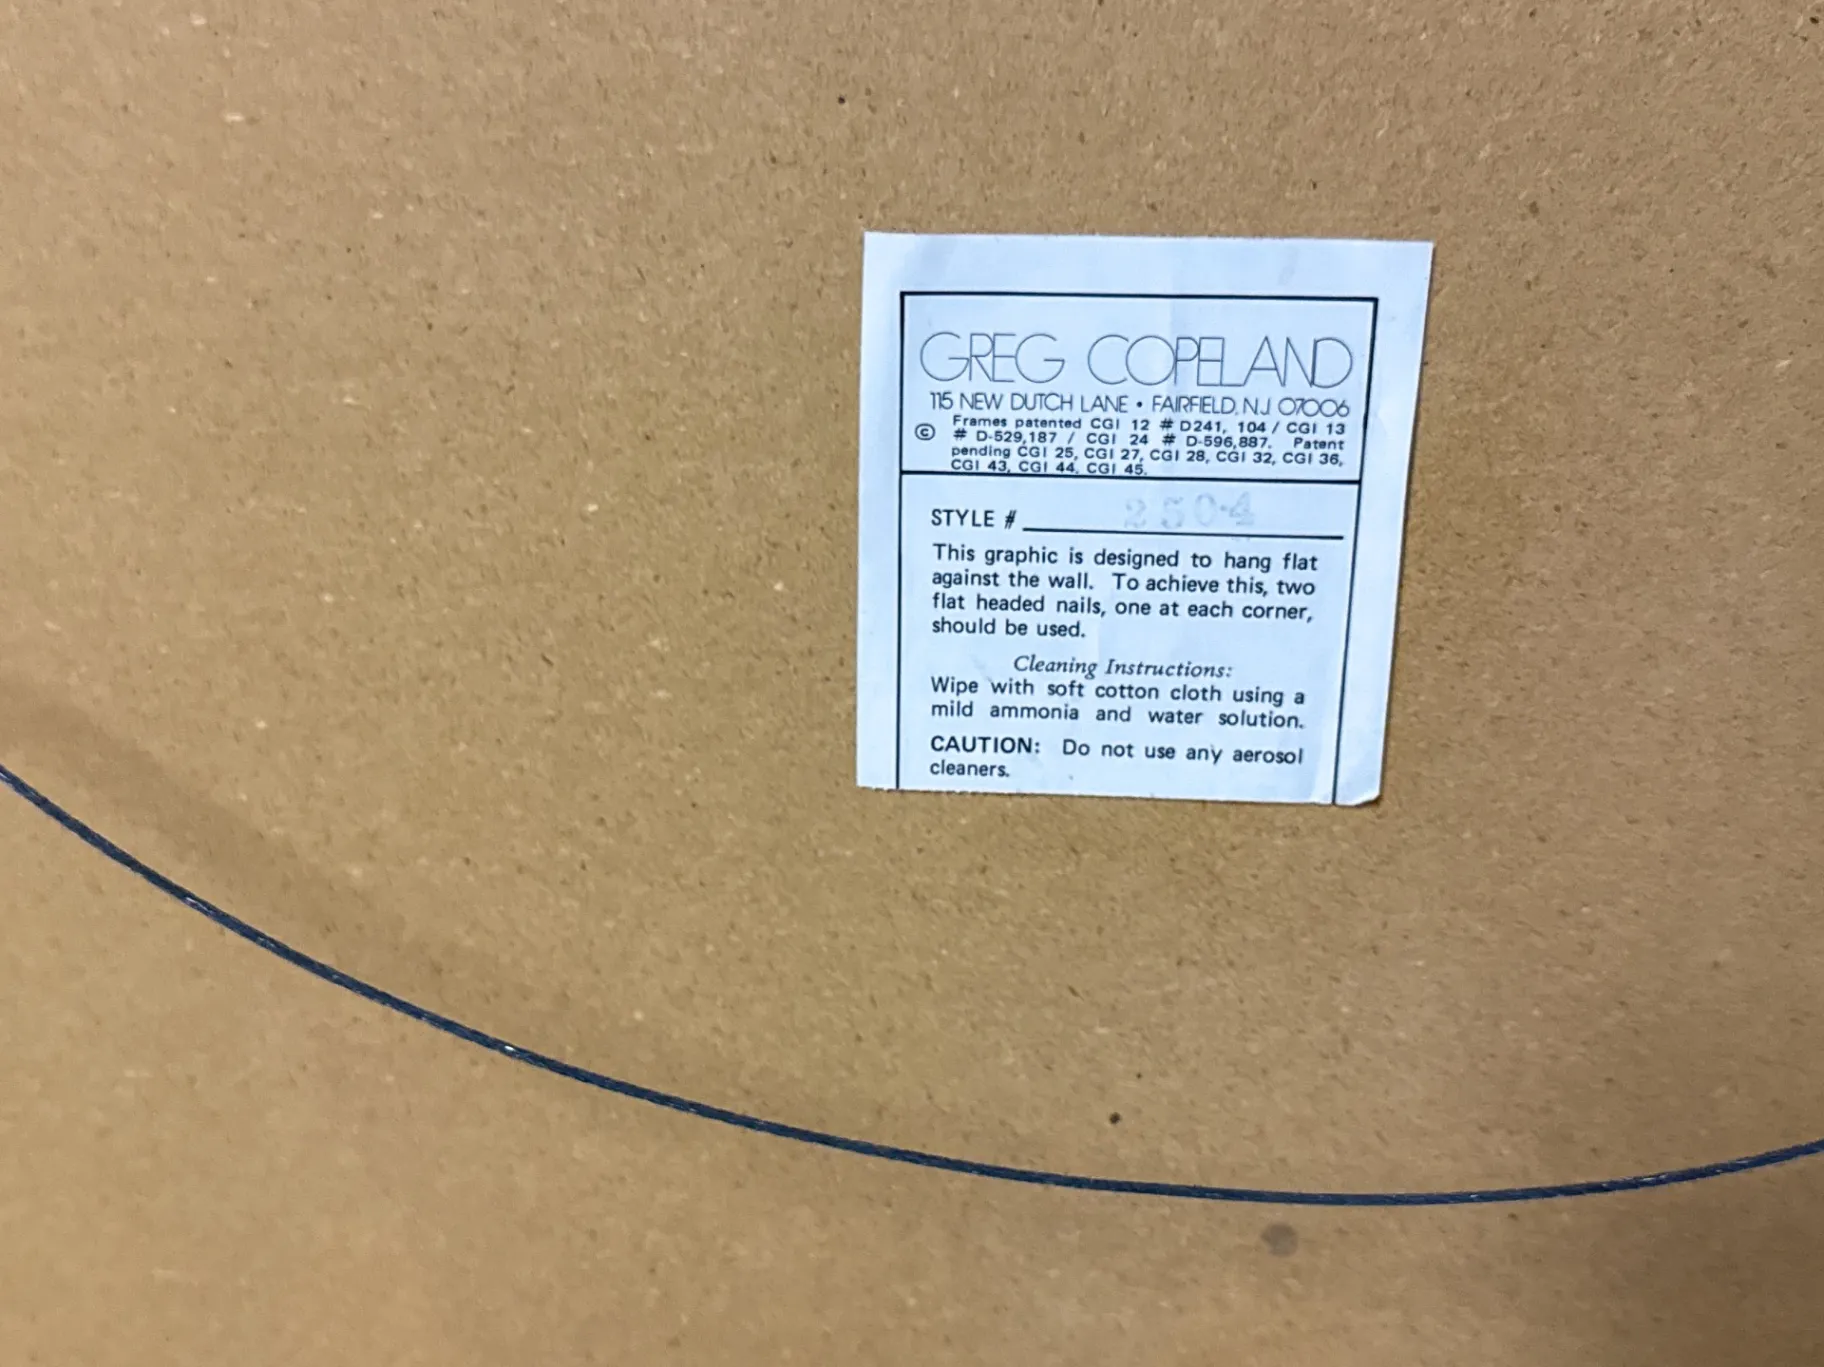 GREG COPELAND
115 NEW DUTCH LANE • FAIRFIELD, N.J. 07006
© Frames patented CGI 12 # D241, 104 / CGI 13
# D-529,187 / CGI 24 # D-596,887. Patent
pending CGI 25, CGI 27, CGI 28, CGI 32, CGI 36,
CGI 43, CGI 44, CGI 45.
STYLE # 2504
This graphic is designed to hang flat
against the wall. To achieve this, two
flat headed nails, one at each corner,
should be used.
Cleaning Instructions:
Wipe with soft cotton cloth using a
mild ammonia and water solution.
CAUTION: Do not use any aerosol
cleaners.